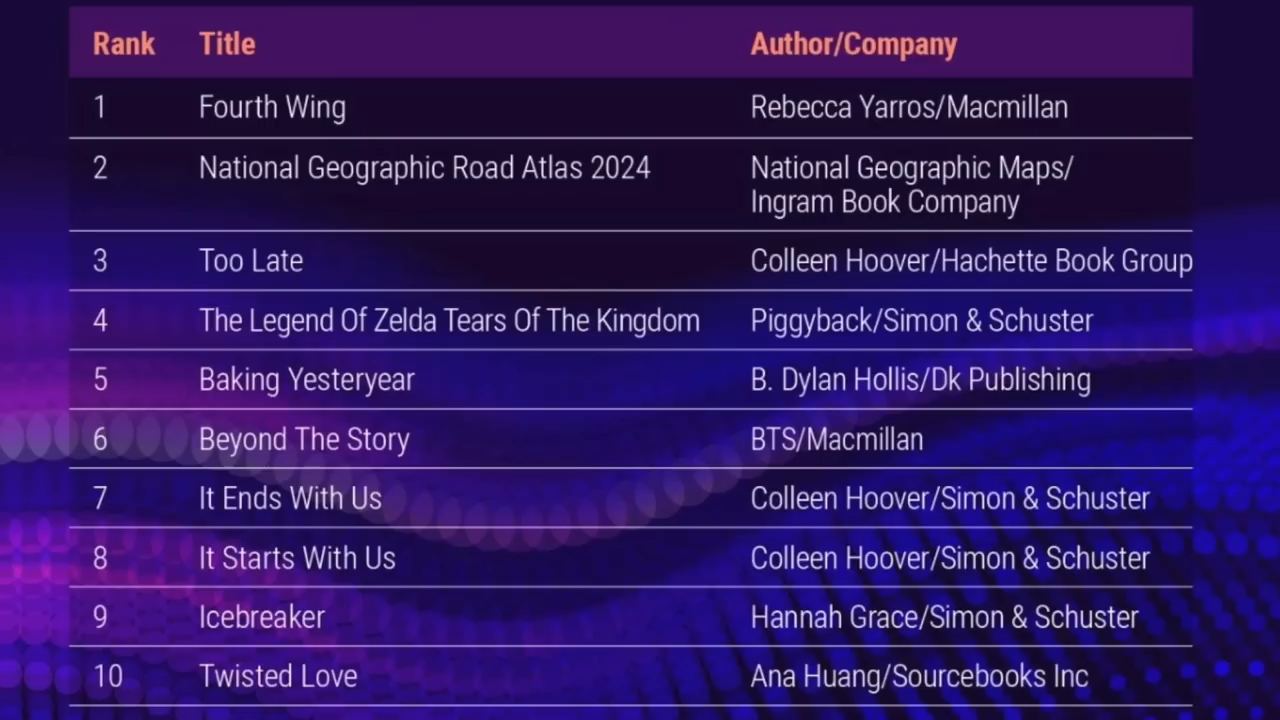 Rank Title Author/Company
1 Fourth Wing Rebecca Yarros/Macmillan
2 National Geographic Road Atlas 2024 National Geographic Maps/
Ingram Book Company
3 Too Late Colleen Hoover/Hachette Book Group
4 The Legend Of Zelda Tears Of The Kingdom Piggyback/Simon & Schuster
5 Baking Yesteryear B. Dylan Hollis/Dk Publishing
6 Beyond The Story BTS/Macmillan
7 It Ends With Us Colleen Hoover/Simon & Schuster
8 It Starts With Us Colleen Hoover/Simon & Schuster
9 Icebreaker Hannah Grace/Simon & Schuster
10 Twisted Love Ana Huang/Sourcebooks Inc